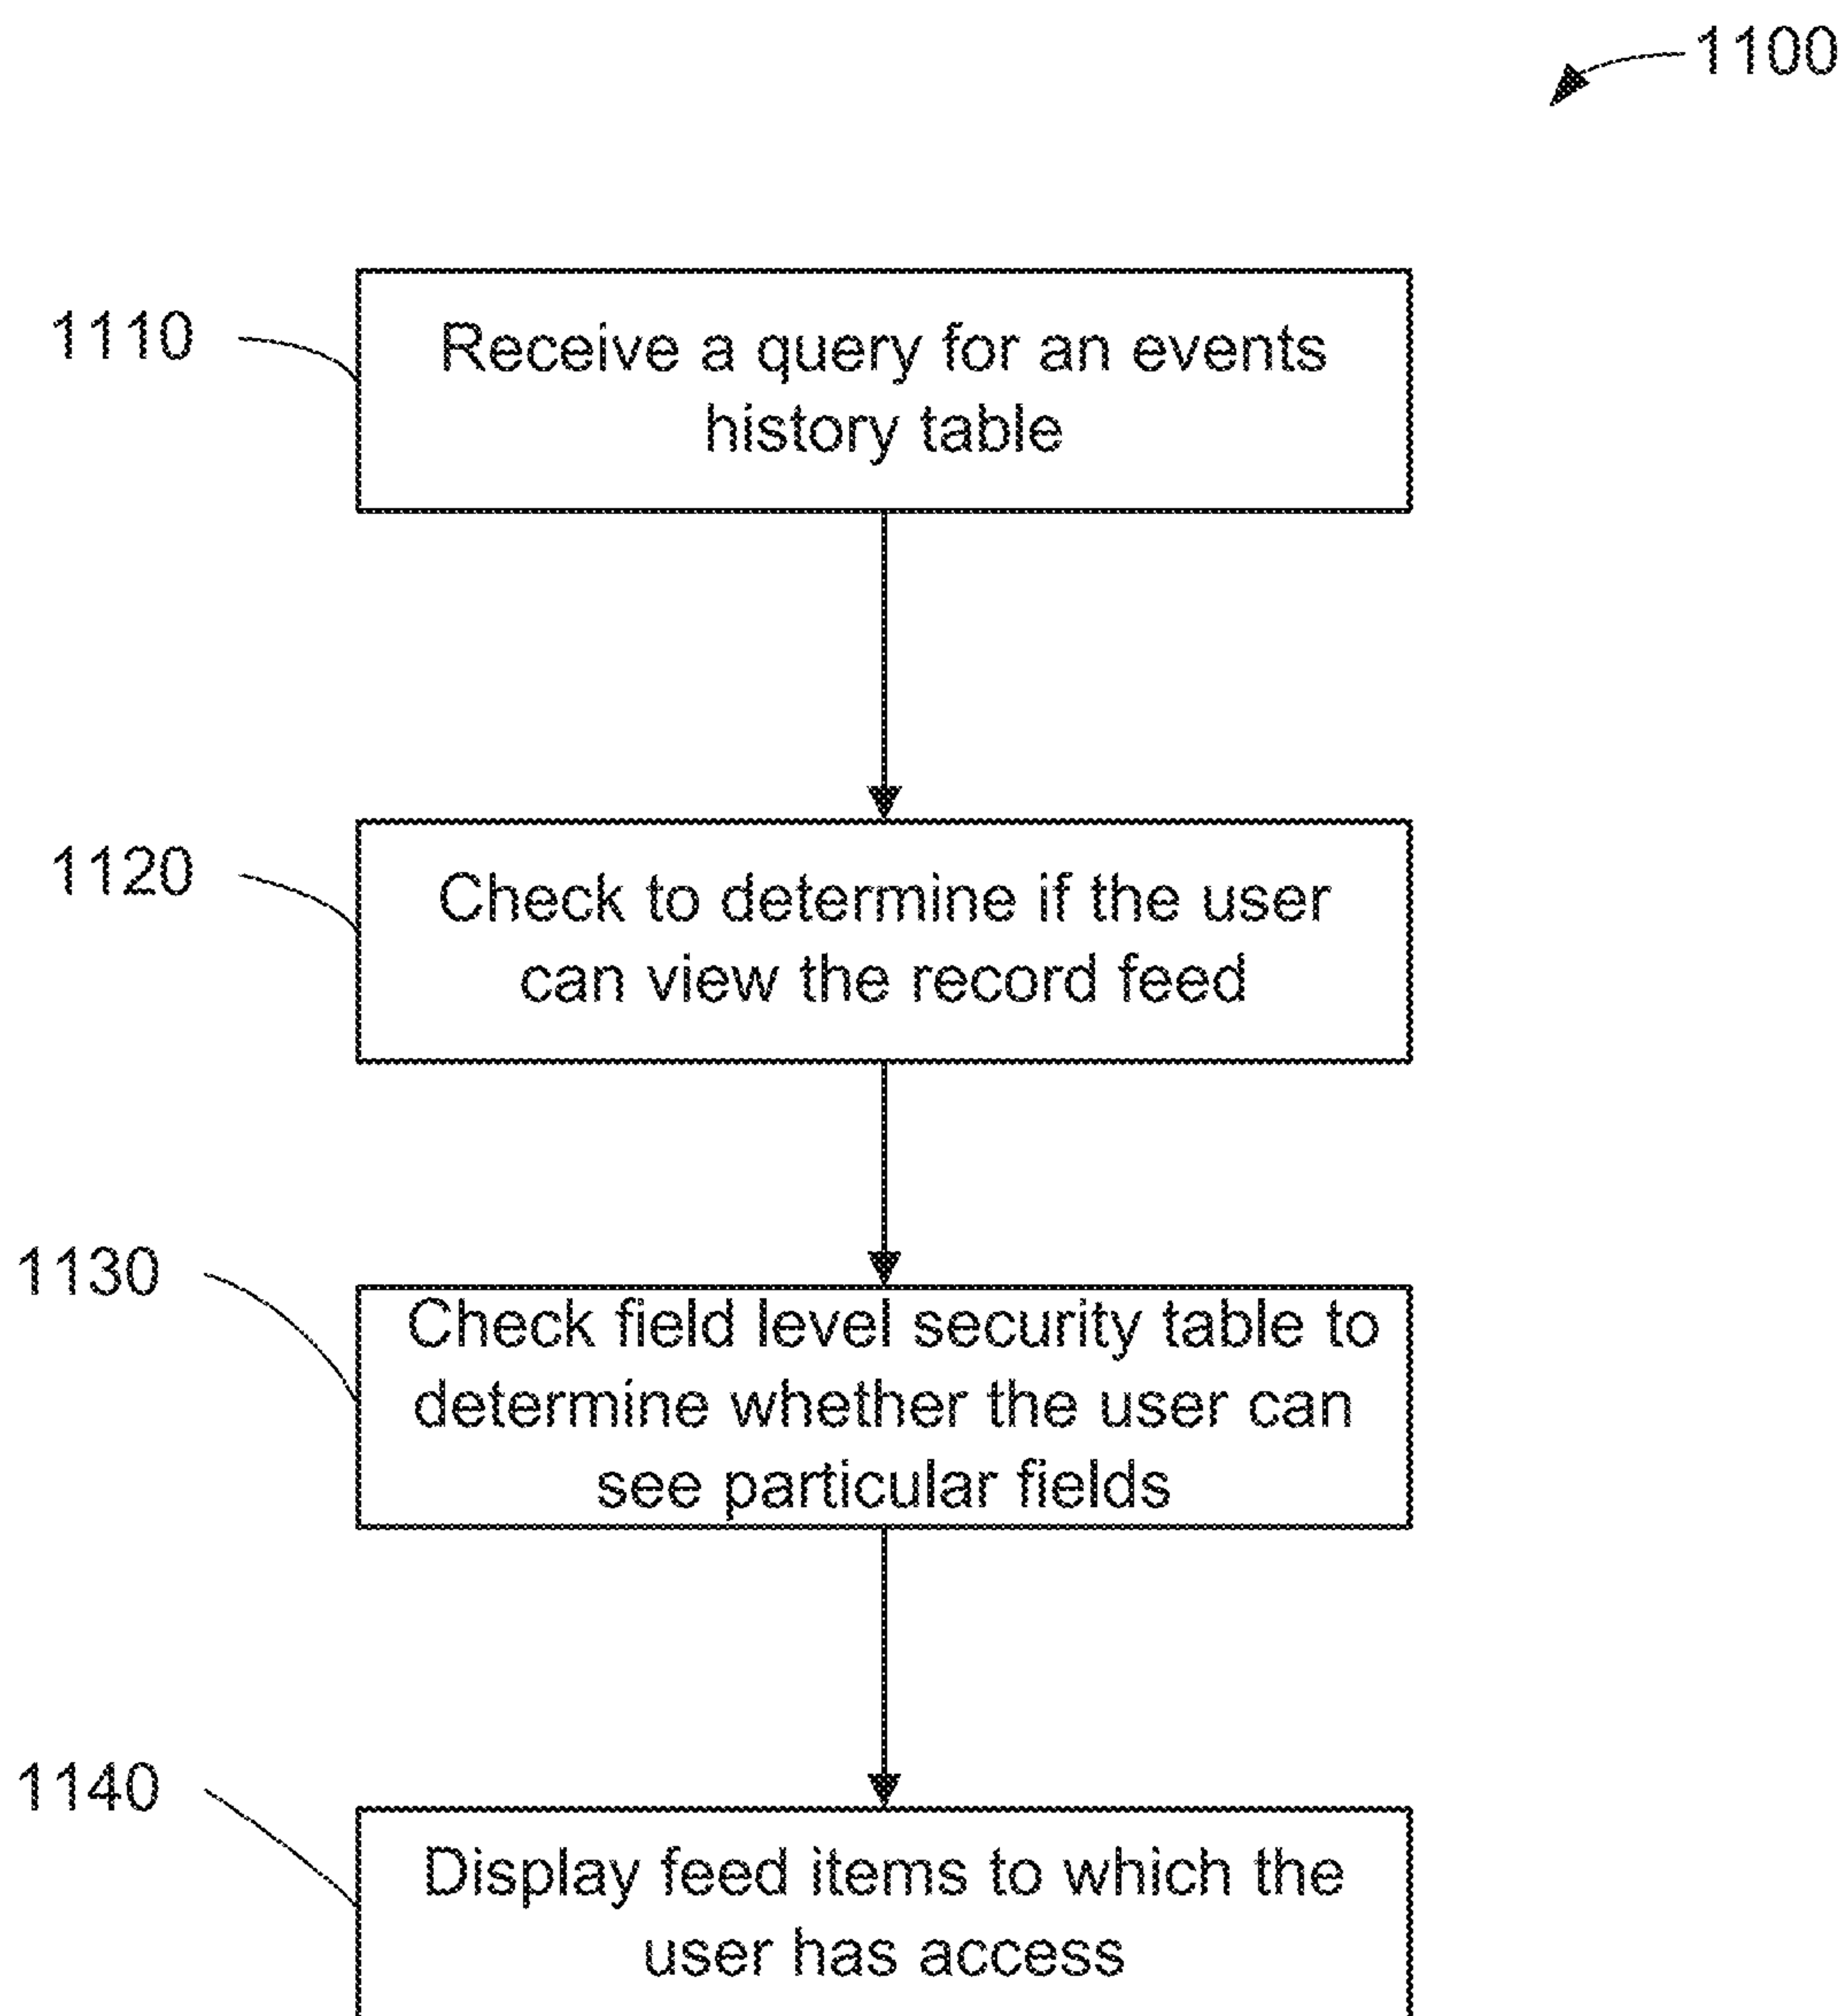 1100
1110
Receive a query for an events
history table
1120
Check to determine if the user
can view the record feed
1130
Check field level security table to
determine whether the user can
see particular fields
1140
Display feed items to which the
user has access